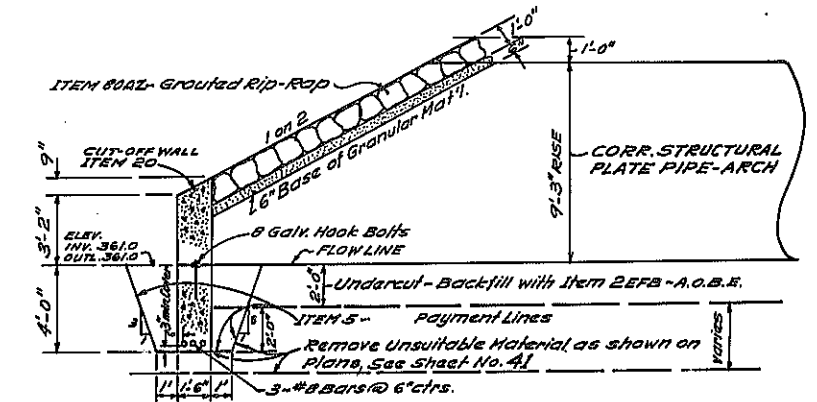 1'-0"
6"
1'-0"
ITEM 80AZ- Grouted Rip-Rap
1 on 2
6" Base of Granular Mat'l.
CUT-OFF WALL
ITEM 20
9"
3'-2"
4'-0"
CORR. STRUCTURAL
PLATE PIPE-ARCH
9'-3" RISE
8 Galv. Hook Bolts
FLOW LINE
ELEV.
INV. 361.0
OUTL. 361.0
2'-0"
Undercut-Backfill with Item 2EFB-A.O.B.E.
3" min. Cover
ITEM 5- Payment Lines
6
2'-0"
Remove Unsuitable Material as shown on
Plans, See Sheet No. 41
varies
1'
1'-6"
1'
3-#8 Bars @ 6" ctrs.